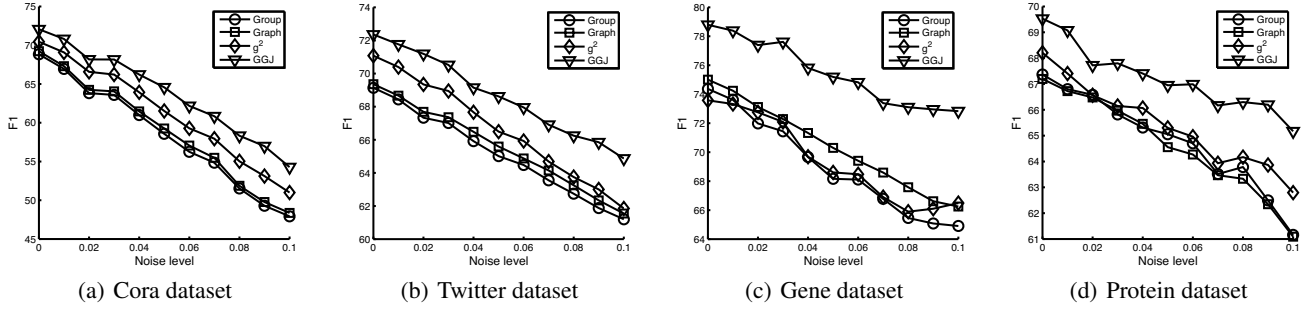 75
70
65
60
55
50
45
F1
0
0.02
0.04
0.06
0.08
0.1
Noise level
Group
Graph
g²
GGJ
(a) Cora dataset
74
72
70
68
66
64
62
60
F1
0
0.02
0.04
0.06
0.08
0.1
Noise level
Group
Graph
g²
GGJ
(b) Twitter dataset
80
78
76
74
72
70
68
66
64
F1
0
0.02
0.04
0.06
0.08
0.1
Noise level
Group
Graph
g²
GGJ
(c) Gene dataset
70
69
68
67
66
65
64
63
62
61
F1
0
0.02
0.04
0.06
0.08
0.1
Noise level
Group
Graph
g²
GGJ
(d) Protein dataset